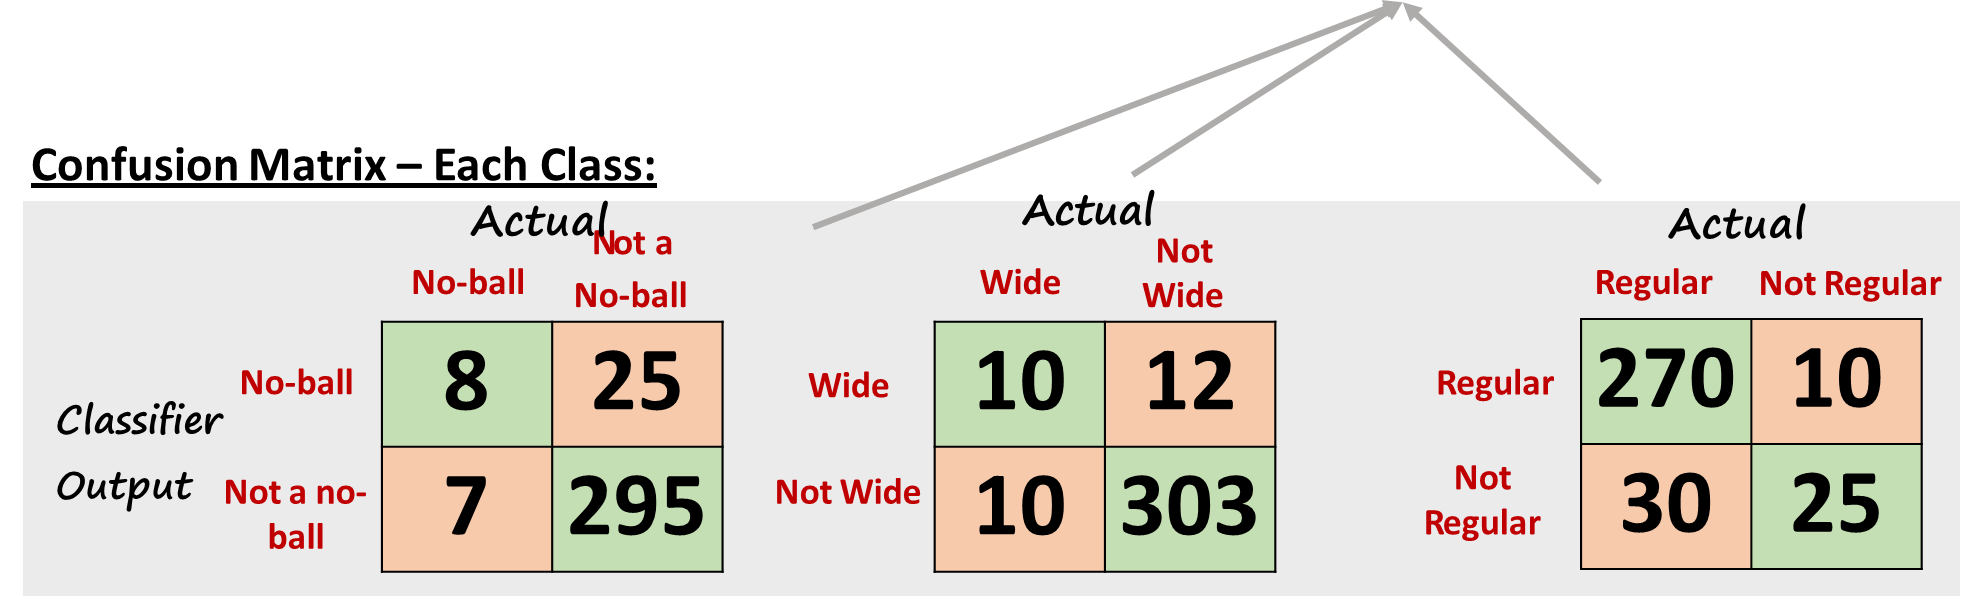 Confusion Matrix – Each Class:
Actual
No-ball
Not a
No-ball
Classifier
Output
No-ball
8
25
Not a no-
ball
7
295
Actual
Wide
Not
Wide
Wide
10
12
Not Wide
10
303
Actual
Regular
Not Regular
Regular
270
10
Not
Regular
30
25